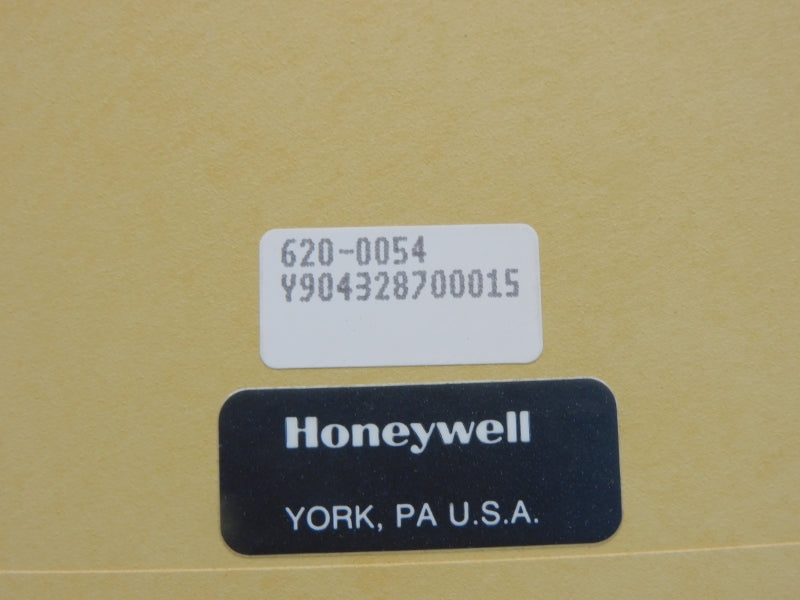 620-0054
Y904328700015
Honeywell
YORK, PA U.S.A.